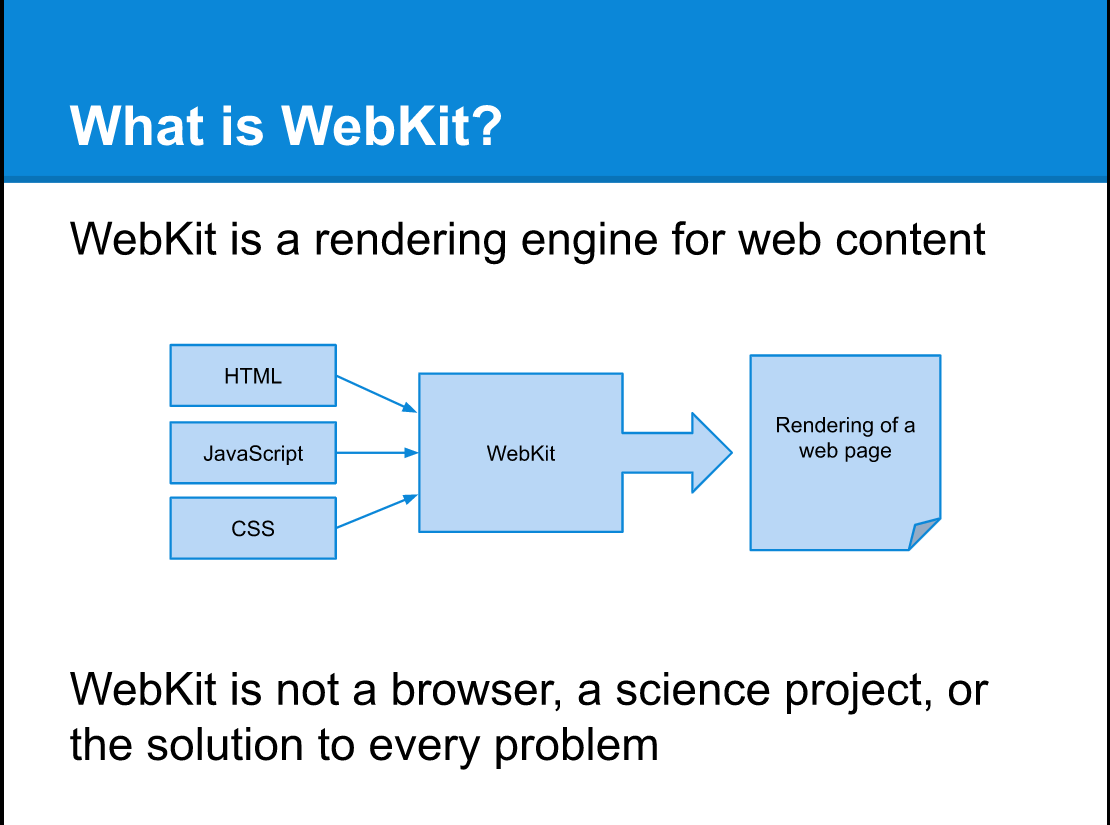 What is WebKit?
WebKit is a rendering engine for web content
HTML
JavaScript
CSS
WebKit
Rendering of a
web page
WebKit is not a browser, a science project, or
the solution to every problem